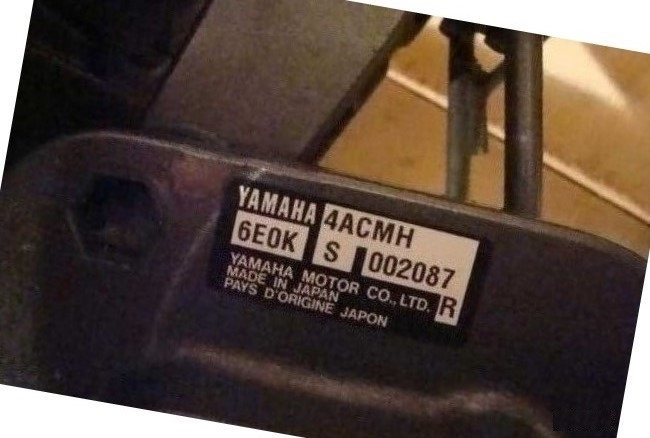 YAMAHA 4ACMH
6E0K S 002087
YAMAHA MOTOR CO., LTD. R
MADE IN JAPAN
PAYS D'ORIGINE JAPON